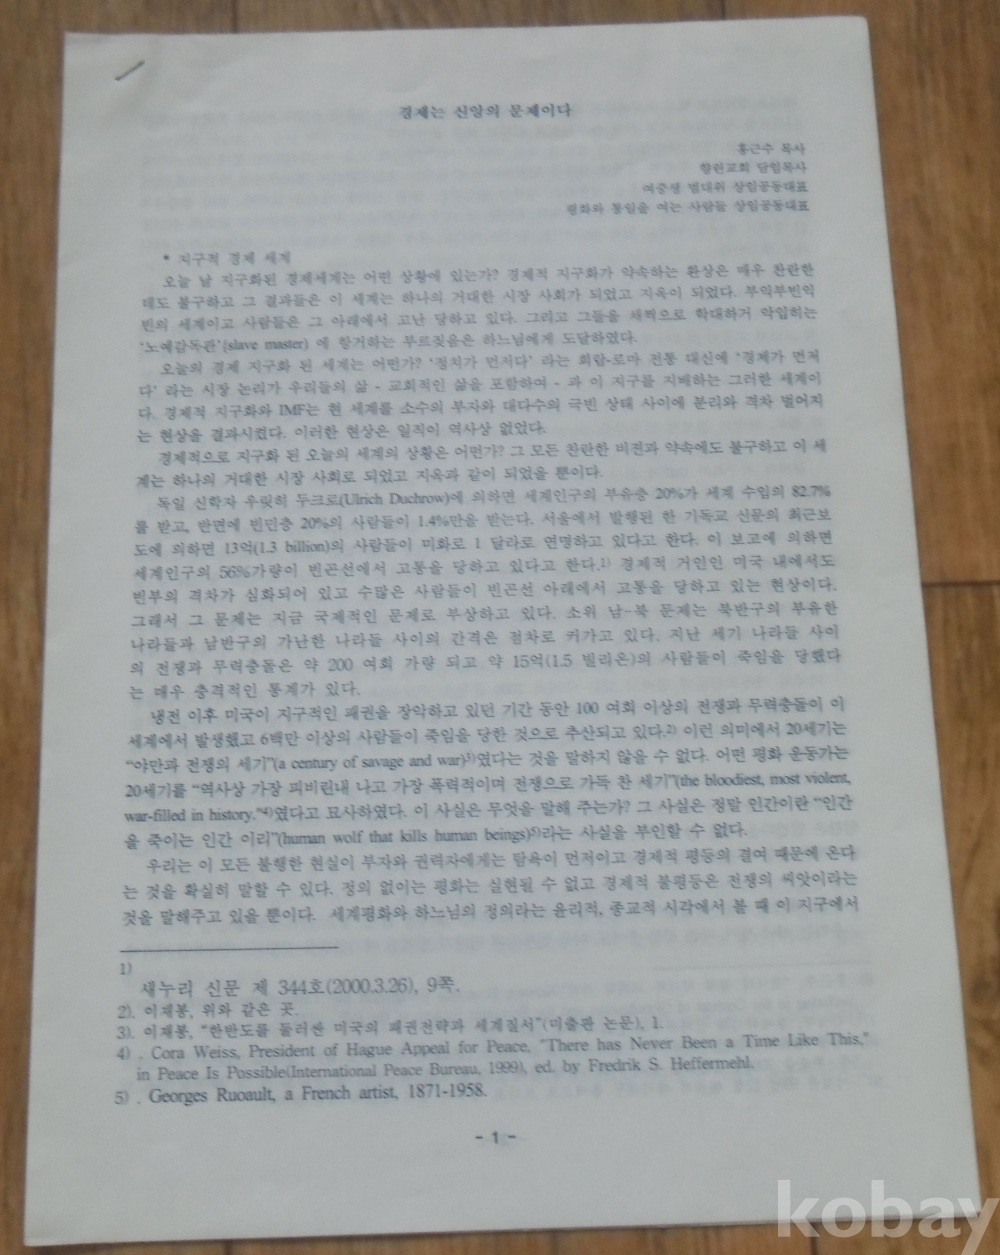 경제는 신앙의 문제이다
홍근수 목사
향린교회 담임목사
여중생 범대위 상임공동대표
평화와 통일을 여는 사람들 상임공동대표
* 지구적 경제 세계
오늘 날 지구화된 경제세계는 어떤 상황에 있는가? 경제적 지구화가 약속하는 환상은 매우 찬란한
데도 불구하고 그 결과들은 이 세계는 하나의 거대한 시장 사회가 되었고 지옥이 되었다. 부익부빈익
빈의 세계이고 사람들은 그 아래에서 고난 당하고 있다. 그리고 그들을 채찍으로 학대하거 악입히는
'노예감독관'(slave master) 에 항거하는 부르짖음은 하느님에게 도달하였다.
오늘의 경제 지구화 된 세계는 어떤가? '정치가 먼저다' 라는 희랍-로마 전통 대신에 '경제가 먼저
다' 라는 시장 논리가 우리들의 삶 - 교회적인 삶을 포함하여 - 과 이 지구를 지배하는 그러한 세계이
다. 경제적 지구화와 IMF는 현 세계를 소수의 부자와 대다수의 극빈 상태 사이에 분리와 격차 벌어지
는 현상을 결과시켰다. 이러한 현상은 일찍이 역사상 없었다.
경제적으로 지구화 된 오늘의 세계의 상황은 어떤가? 그 모든 찬란한 비전과 약속에도 불구하고 이 세
계는 하나의 거대한 시장 사회로 되었고 지옥과 같이 되었을 뿐이다.
독일 신학자 우릿히 두크로(Ulrich Duchrow)에 의하면 세계인구의 부유층 20%가 세계 수입의 82.7%
를 받고, 반면에 빈민층 20%의 사람들이 1.4%만을 받는다. 서울에서 발행된 한 기독교 신문의 최근보
도에 의하면 13억(1.3 billion)의 사람들이 미화로 1 달라로 연명하고 있다고 한다. 이 보고에 의하면
세계인구의 56%가량이 빈곤선에서 고통을 당하고 있다고 한다.1) 경제적 거인인 미국 내에서도
빈부의 격차가 심화되어 있고 수많은 사람들이 빈곤선 아래에서 고통을 당하고 있는 현상이다.
그래서 그 문제는 지금 국제적인 문제로 부상하고 있다. 소위 남-북 문제는 북반구의 부유한
나라들과 남반구의 가난한 나라들 사이의 간격은 점차로 커가고 있다. 지난 세기 나라들 사이
의 전쟁과 무력충돌은 약 200 여회 가량 되고 약 15억(1.5 빌리온)의 사람들이 죽임을 당했다
는 매우 충격적인 통계가 있다.
냉전 이후 미국이 지구적인 패권을 장악하고 있던 기간 동안 100 여회 이상의 전쟁과 무력충돌이 이
세계에서 발생했고 6백만 이상의 사람들이 죽임을 당한 것으로 추산되고 있다.2) 이런 의미에서 20세기는
"야만과 전쟁의 세기"(a century of savage and war)3)였다는 것을 말하지 않을 수 없다. 어떤 평화 운동가는
20세기를 "역사상 가장 피비린내 나고 가장 폭력적이며 전쟁으로 가득 찬 세기"(the bloodiest, most violent,
war-filled in history."4)였다고 묘사하였다. 이 사실은 무엇을 말해 주는가? 그 사실은 정말 인간이란 "인간
을 죽이는 인간 이리"(human wolf that kills human beings)5)라는 사실을 부인할 수 없다.
우리는 이 모든 불행한 현실이 부자와 권력자에게는 탐욕이 먼저이고 경제적 평등의 결여 때문에 온다
는 것을 확실히 말할 수 있다. 정의 없이는 평화는 실현될 수 없고 경제적 불평등은 전쟁의 씨앗이라는
것을 말해주고 있을 뿐이다. 세계평화와 하느님의 정의라는 윤리적, 종교적 시각에서 볼 때 이 지구에서
1)
새누리 신문 제 344호(2000.3.26), 9쪽.
2). 이재봉, 위와 같은 곳.
3). 이재봉, "한반도를 둘러싼 미국의 패권전략과 세계질서"(미출판 논문), 1.
4) . Cora Weiss, President of Hague Appeal for Peace, "There has Never Been a Time Like This,"
in Peace Is Possible(International Peace Bureau, 1999), ed. by Fredrik S. Heffermehl.
5) . Georges Ruoault, a French artist, 1871-1958.
- 1 -
kobay